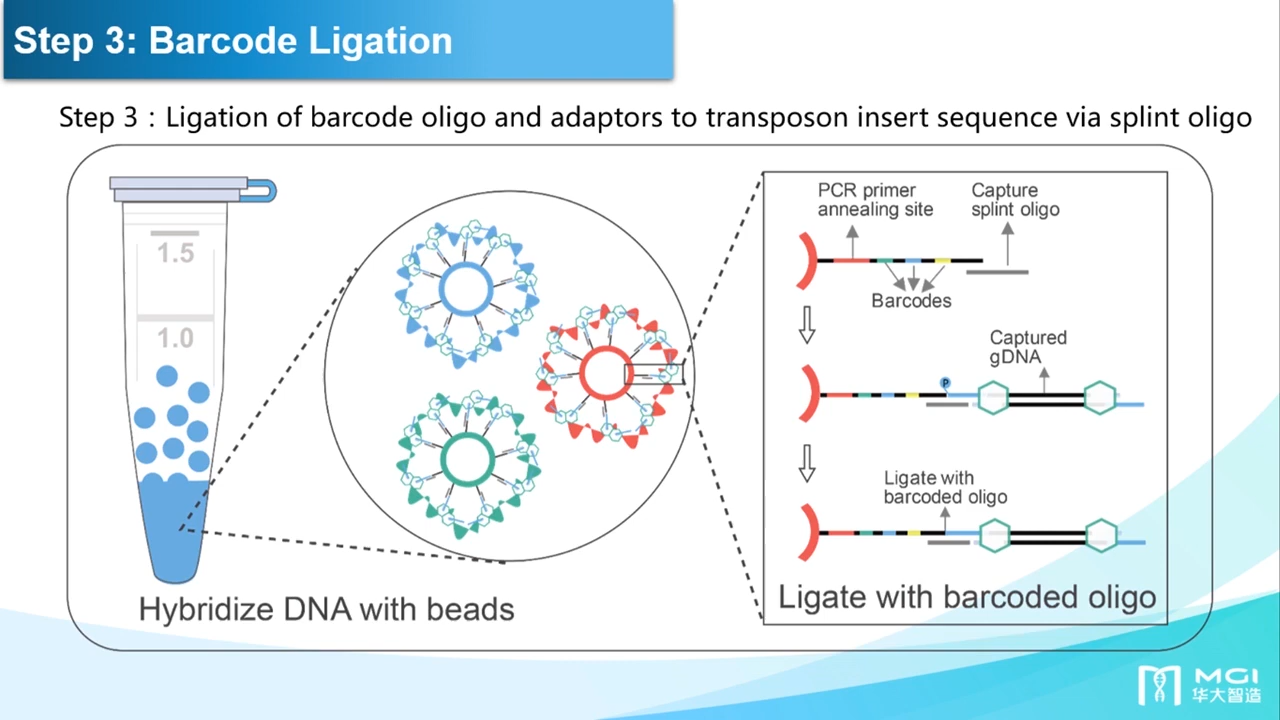 Step 3: Barcode Ligation
Step 3 : Ligation of barcode oligo and adaptors to transposon insert sequence via splint oligo
1.5
1.0
Hybridize DNA with beads
PCR primer
annealing site
Capture
splint oligo
Barcodes
Captured
gDNA
P
Ligate with
barcoded oligo
Ligate with barcoded oligo
MGI
华大智造